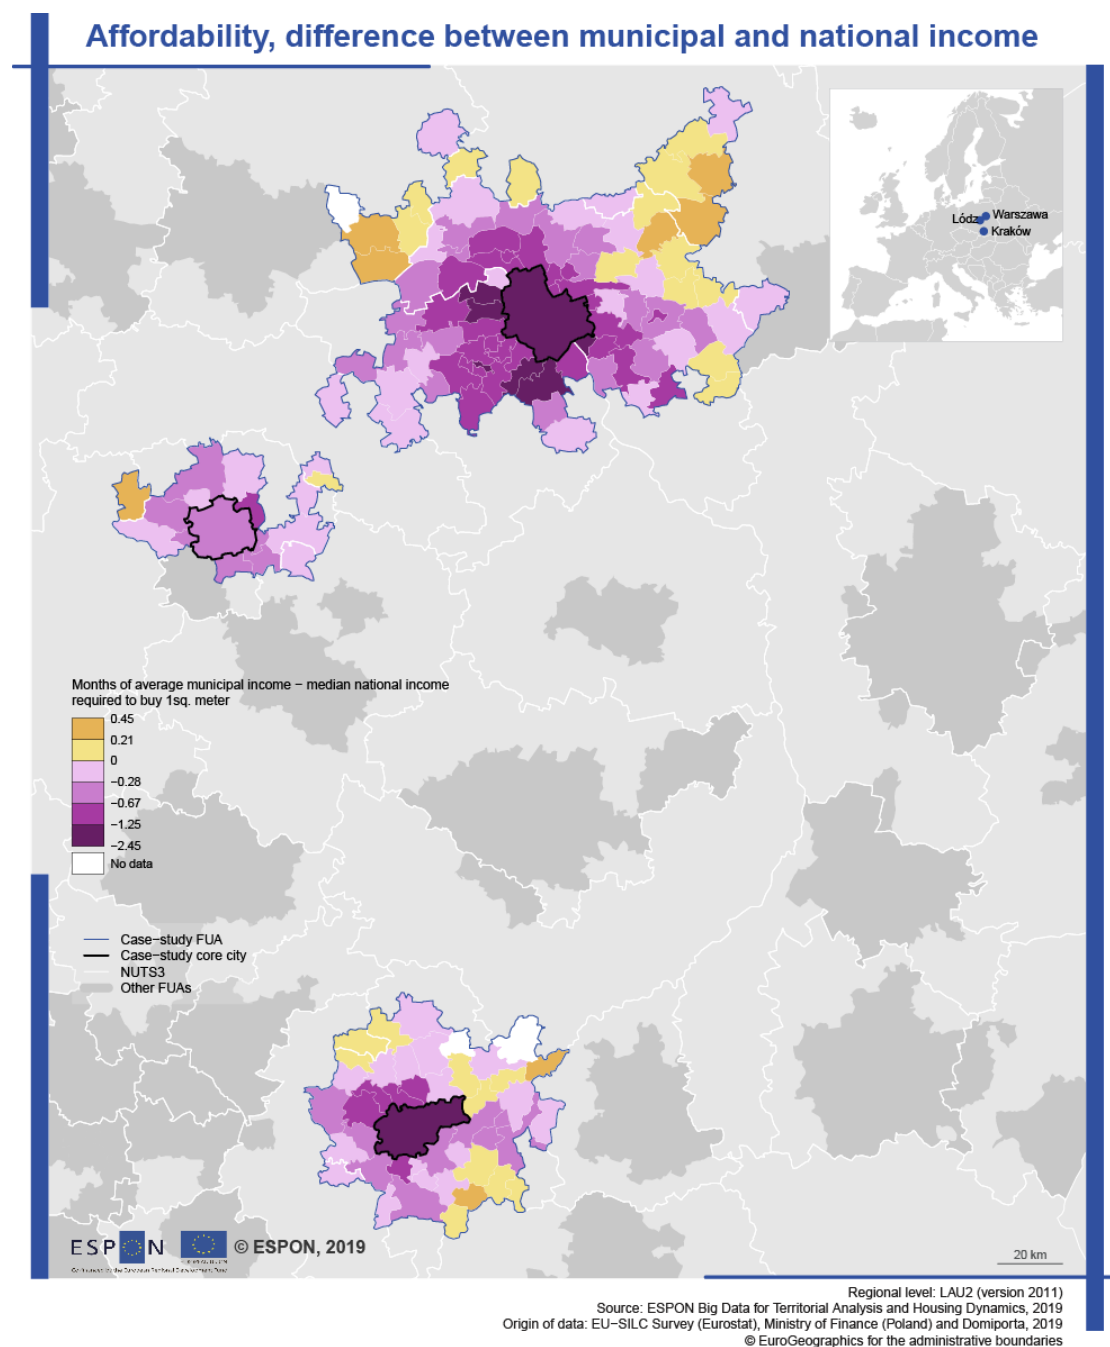 Affordability, difference between municipal and national income
Lódz
Warszawa
Kraków
Months of average municipal income − median national income
required to buy 1sq. meter
0.45
0.21
0
−0.28
−0.67
−1.25
−2.45
No data
Case−study FUA
Case−study core city
NUTS3
Other FUAs
ESPON
© ESPON, 2019
20 km
Regional level: LAU2 (version 2011)
Source: ESPON Big Data for Territorial Analysis and Housing Dynamics, 2019
Origin of data: EU−SILC Survey (Eurostat), Ministry of Finance (Poland) and Domiporta, 2019
© EuroGeographics for the administrative boundaries